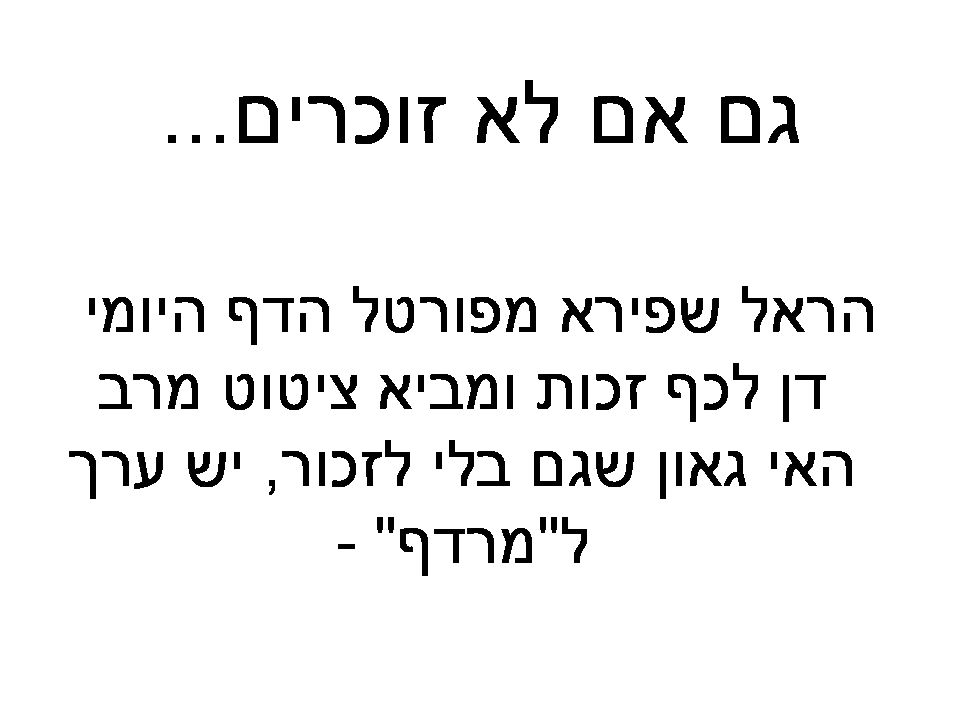 גם אם לא זוכרים...
הראל שפירא מפורטל הדף היומי
דן לכף זכות ומביא ציטוט מרב
האי גאון שגם בלי לזכור, יש ערך
ל"מרדף" -